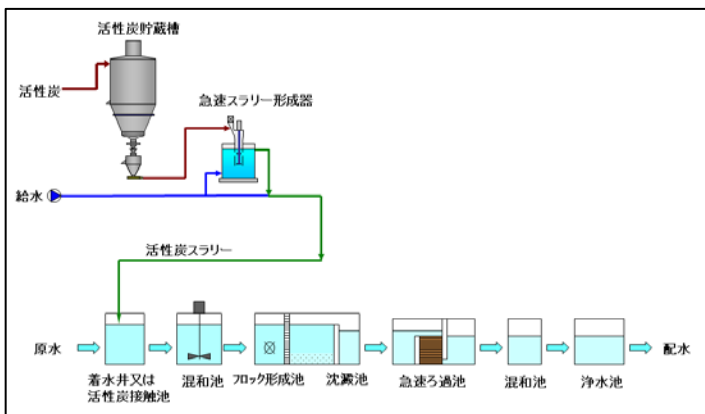 活性炭貯蔵槽
活性炭
急速スラリー形成器
給水
活性炭スラリー
原水
配水
着水井又は
活性炭接触池
混和池
フロック形成池
沈澱池
急速ろ過池
混和池
浄水池